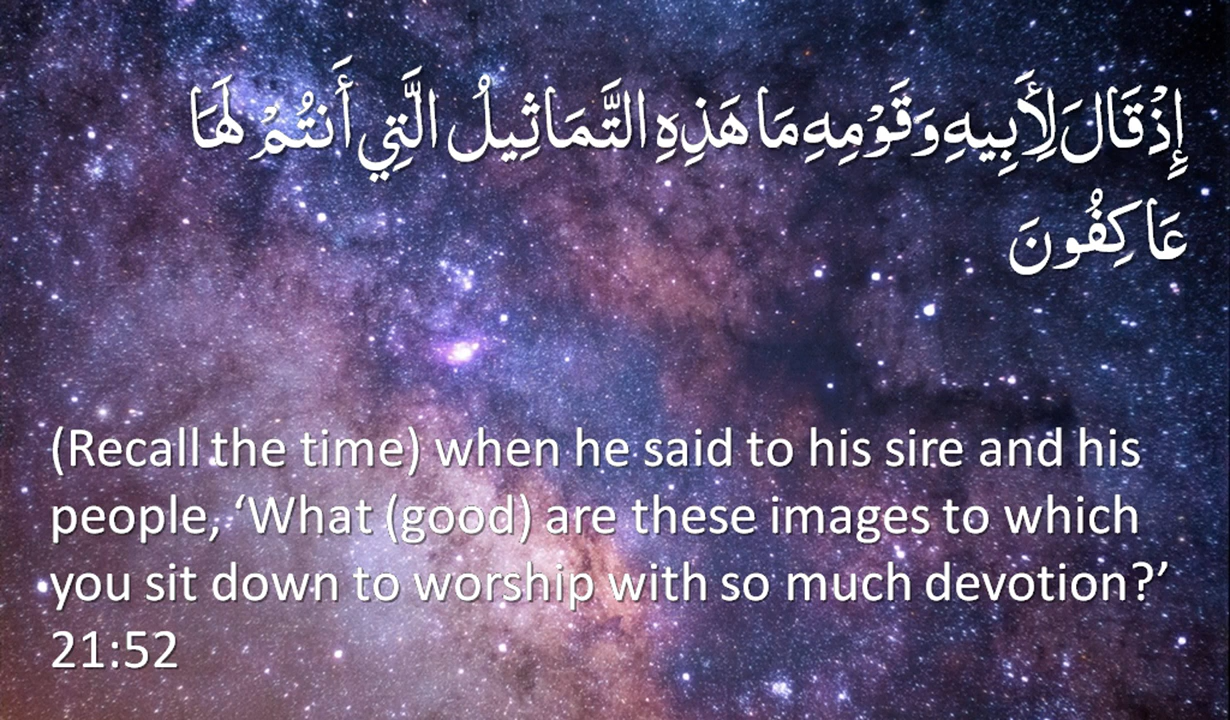 إِذْ قَالَ لِأَبِيهِ وَقَوْمِهِ مَا هَذِهِ التَّمَاثِيلُ الَّتِي أَنتُمْ لَهَا
عَاكِفُونَ
(Recall the time) when he said to his sire and his
people, ‘What (good) are these images to which
you sit down to worship with so much devotion?’
21:52